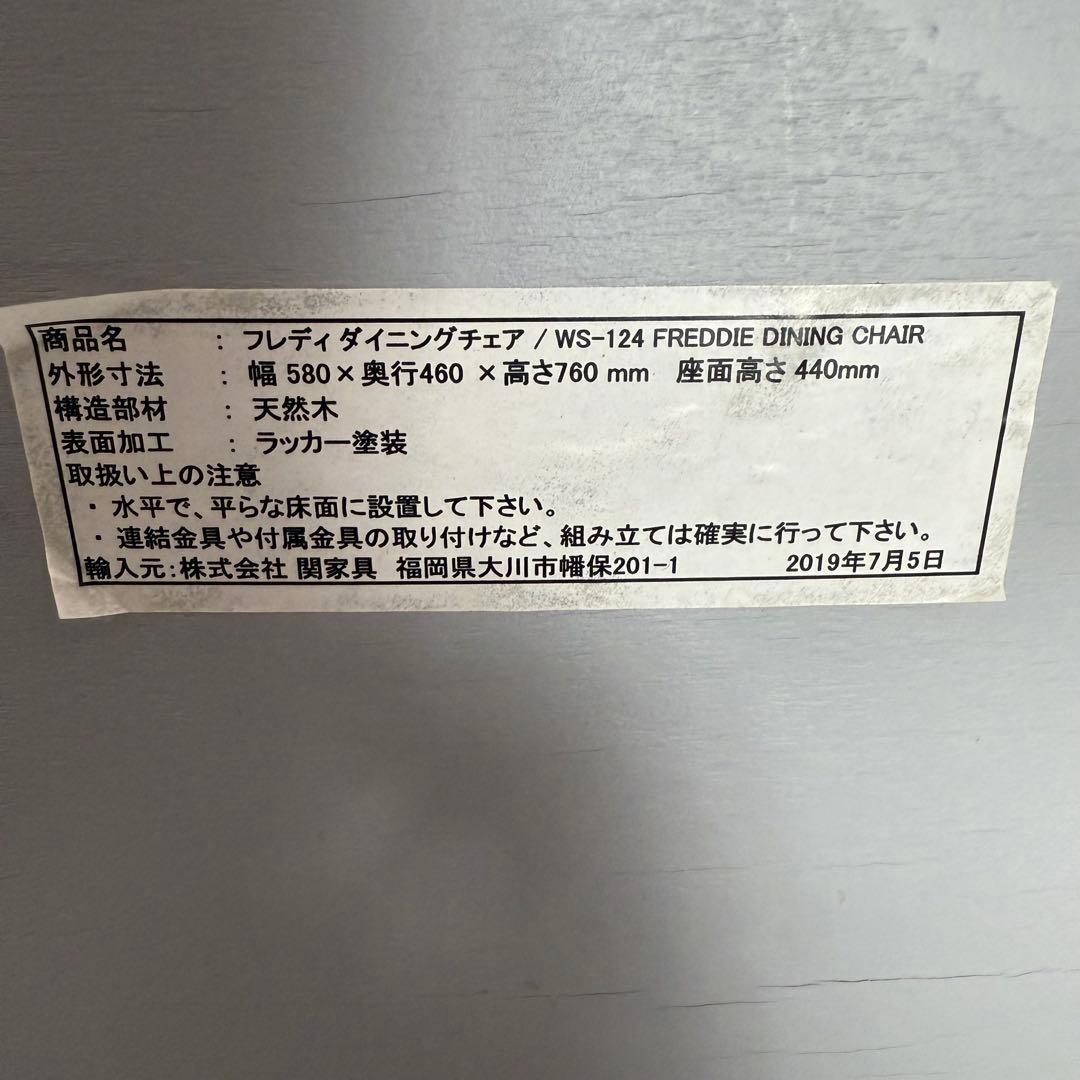 商品名　　　：　フレディ ダイニングチェア / WS-124 FREDDIE DINING CHAIR
外形寸法　　：　幅 580×奥行460 ×高さ760 mm　座面高さ 440mm
構造部材　　：　天然木
表面加工　　：　ラッカー塗装
取扱い上の注意
・ 水平で、平らな床面に設置して下さい。
・ 連結金具や付属金具の取り付けなど、組み立ては確実に行って下さい。
輸入元：株式会社 関家具　福岡県大川市幡保201-1　2019年7月5日